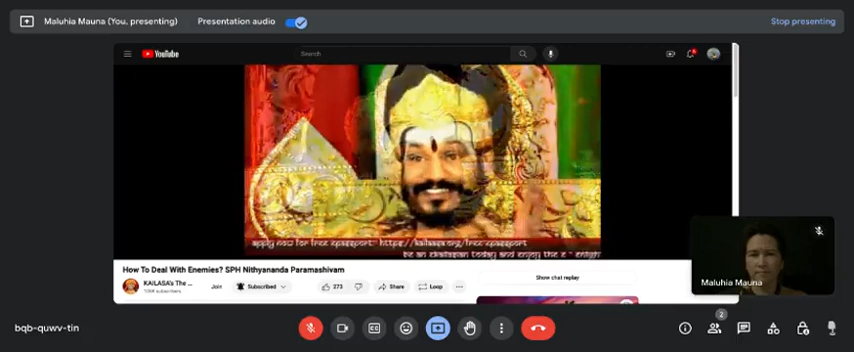 Maluhia Mauna (You, presenting)
Presentation audio
Stop presenting
YouTube
Search
apply now for free epassport: https://kailaasa.org/free-epassport
be an ekailasian today and enjoy the e - enligh
How To Deal With Enemies? SPH Nithyananda Paramashivam
KAILASA's The ...
Join
Subscribed
273
Share
Loop
Show chat replay
Maluhia Mauna
bqb-quwv-tin
2